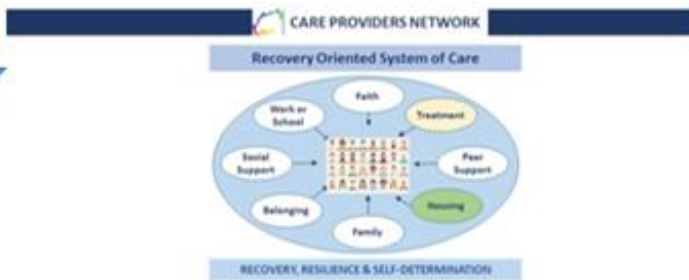 CARE PROVIDERS NETWORK
Recovery Oriented System of Care
Faith
Work or
School
Treatment
Social
Support
Peer
Support
Belonging
Housing
Family
RECOVERY, RESILIENCE & SELF-DETERMINATION